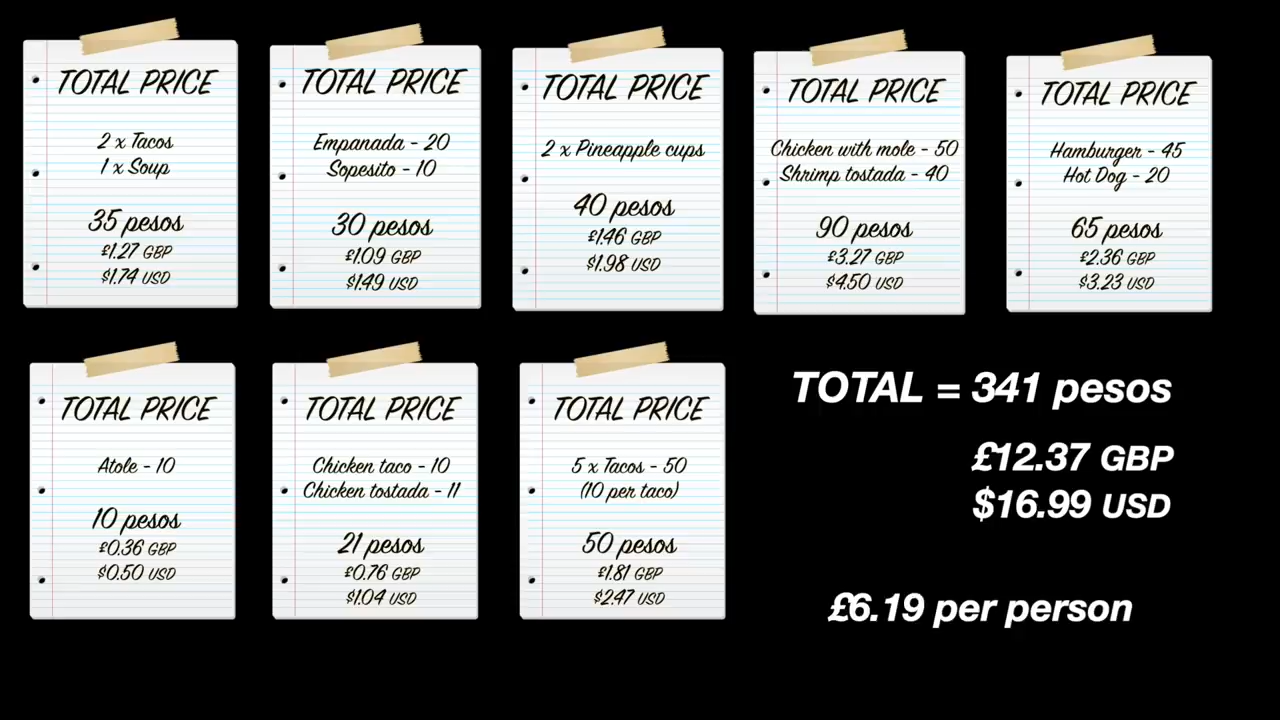 TOTAL PRICE
2 x Tacos
1 x Soup
35 pesos
£1.27 GBP
$1.74 USD
TOTAL PRICE
Empanada - 20
Sopesito - 10
30 pesos
£1.09 GBP
$1.49 USD
TOTAL PRICE
2 x Pineapple cups
40 pesos
£1.46 GBP
$1.98 USD
TOTAL PRICE
Chicken with mole - 50
Shrimp tostada - 40
90 pesos
£3.27 GBP
$4.50 USD
TOTAL PRICE
Hamburger - 45
Hot Dog - 20
65 pesos
£2.36 GBP
$3.23 USD
TOTAL PRICE
Atole - 10
10 pesos
£0.36 GBP
$0.50 USD
TOTAL PRICE
Chicken taco - 10
Chicken tostada - 11
21 pesos
£0.76 GBP
$1.04 USD
TOTAL PRICE
5 x Tacos - 50
(10 per taco)
50 pesos
£1.81 GBP
$2.47 USD
TOTAL = 341 pesos
£12.37 GBP
$16.99 USD
£6.19 per person